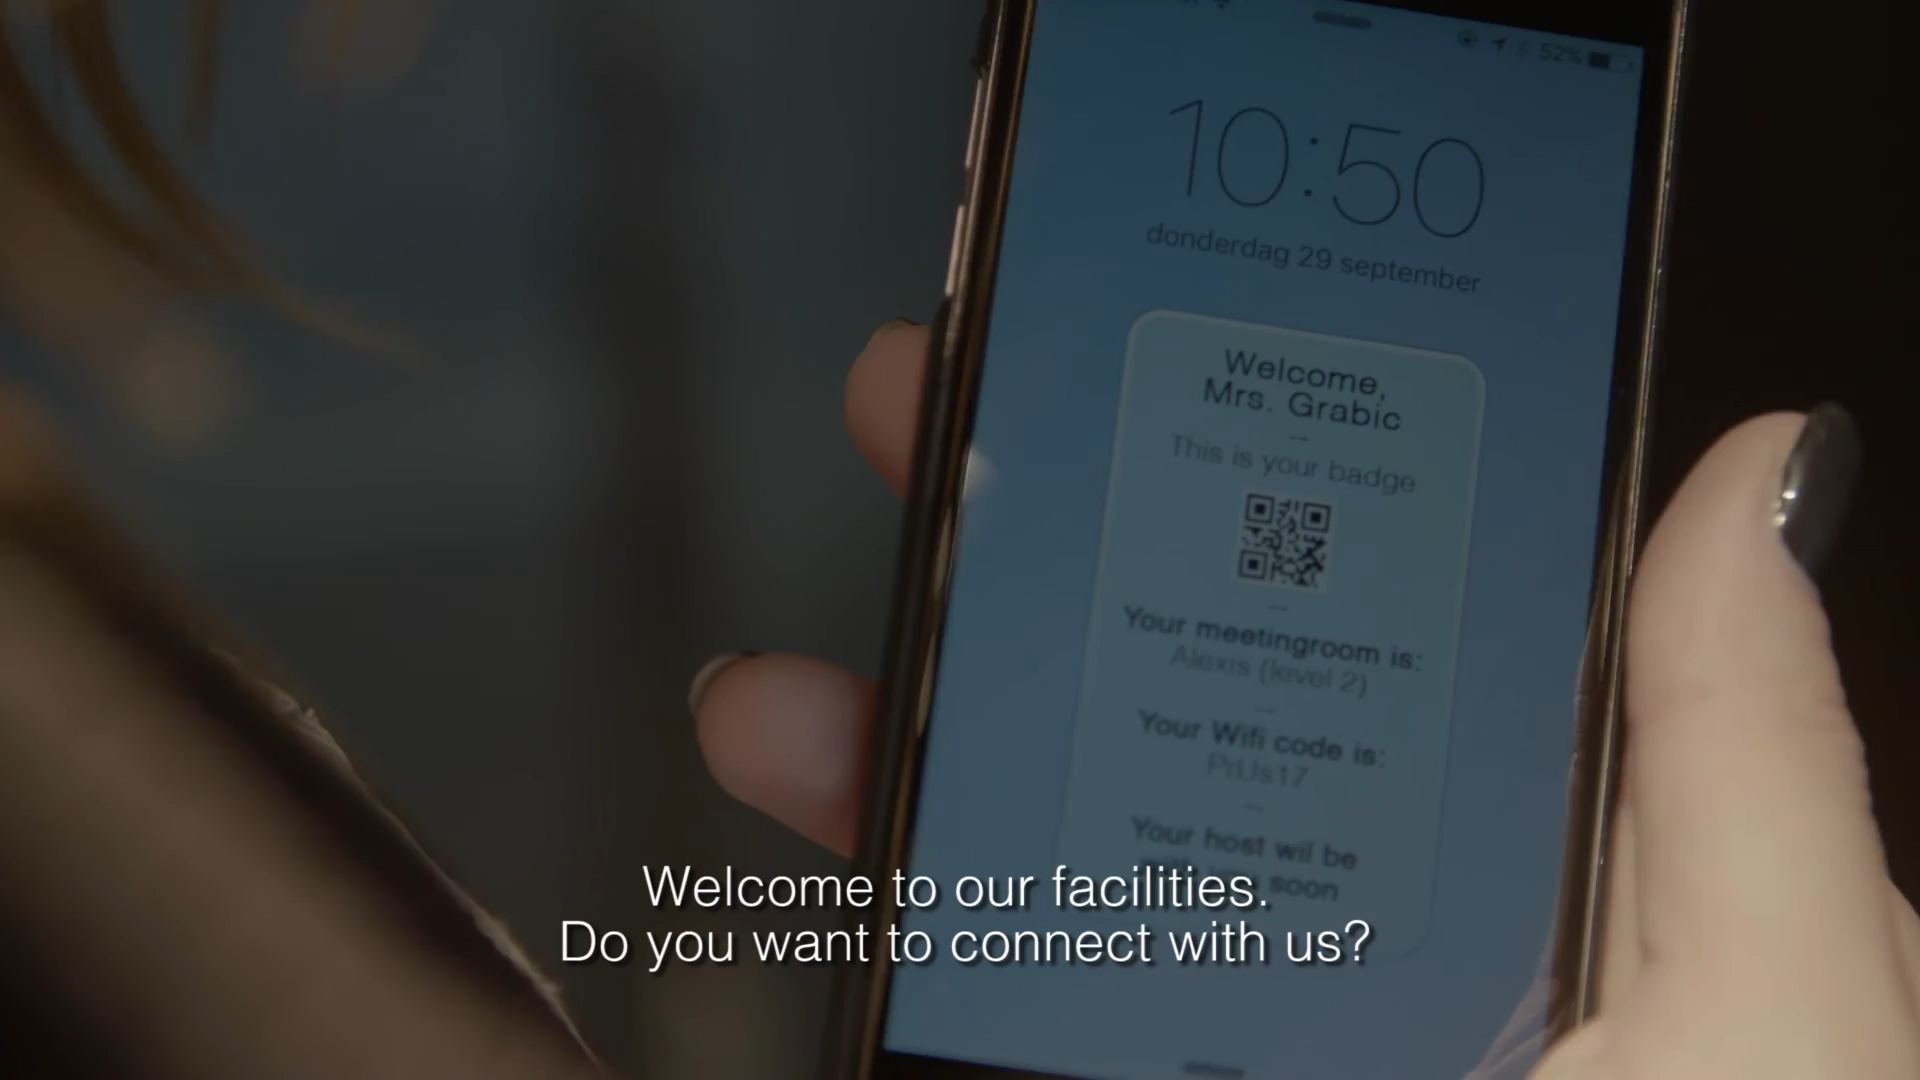 52%
10:50
donderdag 29 september
Welcome,
Mrs. Grabic
--
This is your badge
--
Your meetingroom is:
Alexis (level 2)
--
Your Wifi code is:
PrUs17
--
Your host wil be
soon
Welcome to our facilities.
Do you want to connect with us?